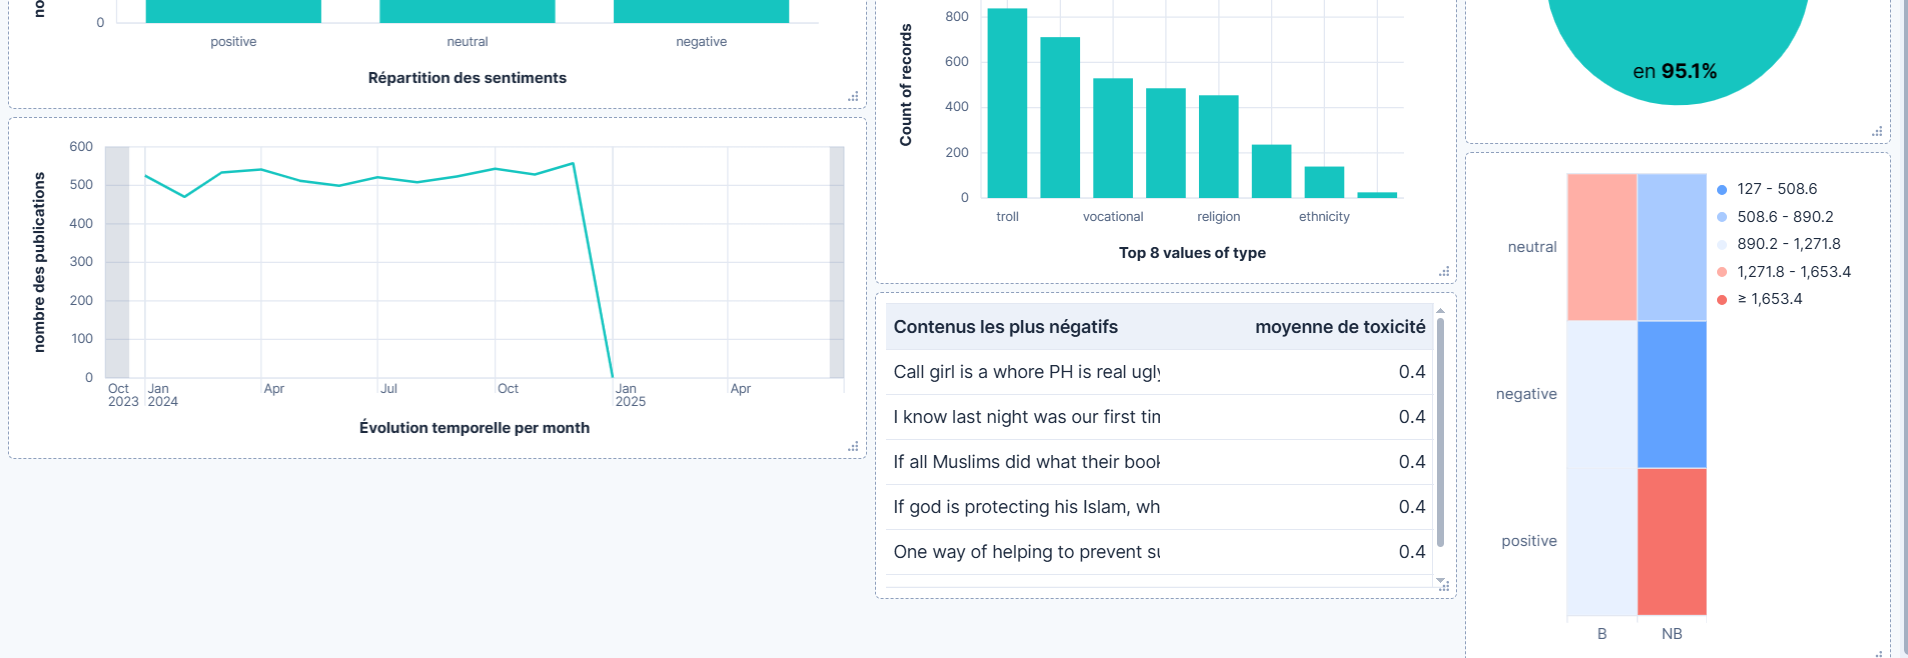 no
0
positive
neutral
negative
Répartition des sentiments
600
500
400
300
200
100
0
nombre des publications
Oct
2023
Jan
2024
Apr
Jul
Oct
Jan
2025
Apr
Évolution temporelle per month
800
600
400
200
0
Count of records
troll
vocational
religion
ethnicity
Top 8 values of type
Contenus les plus négatifs moyenne de toxicité
Call girl is a whore PH is real ugly 0.4
I know last night was our first tim 0.4
If all Muslims did what their book 0.4
If god is protecting his Islam, wh 0.4
One way of helping to prevent su 0.4
en 95.1%
neutral
negative
positive
B
NB
127 - 508.6
508.6 - 890.2
890.2 - 1,271.8
1,271.8 - 1,653.4
≥ 1,653.4